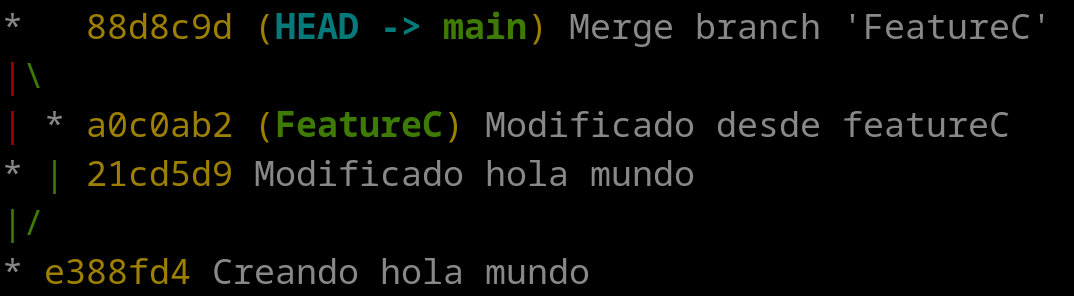 *   88d8c9d (HEAD -> main) Merge branch 'FeatureC'
|\
| * a0c0ab2 (FeatureC) Modificado desde featureC
* | 21cd5d9 Modificado hola mundo
|/
* e388fd4 Creando hola mundo